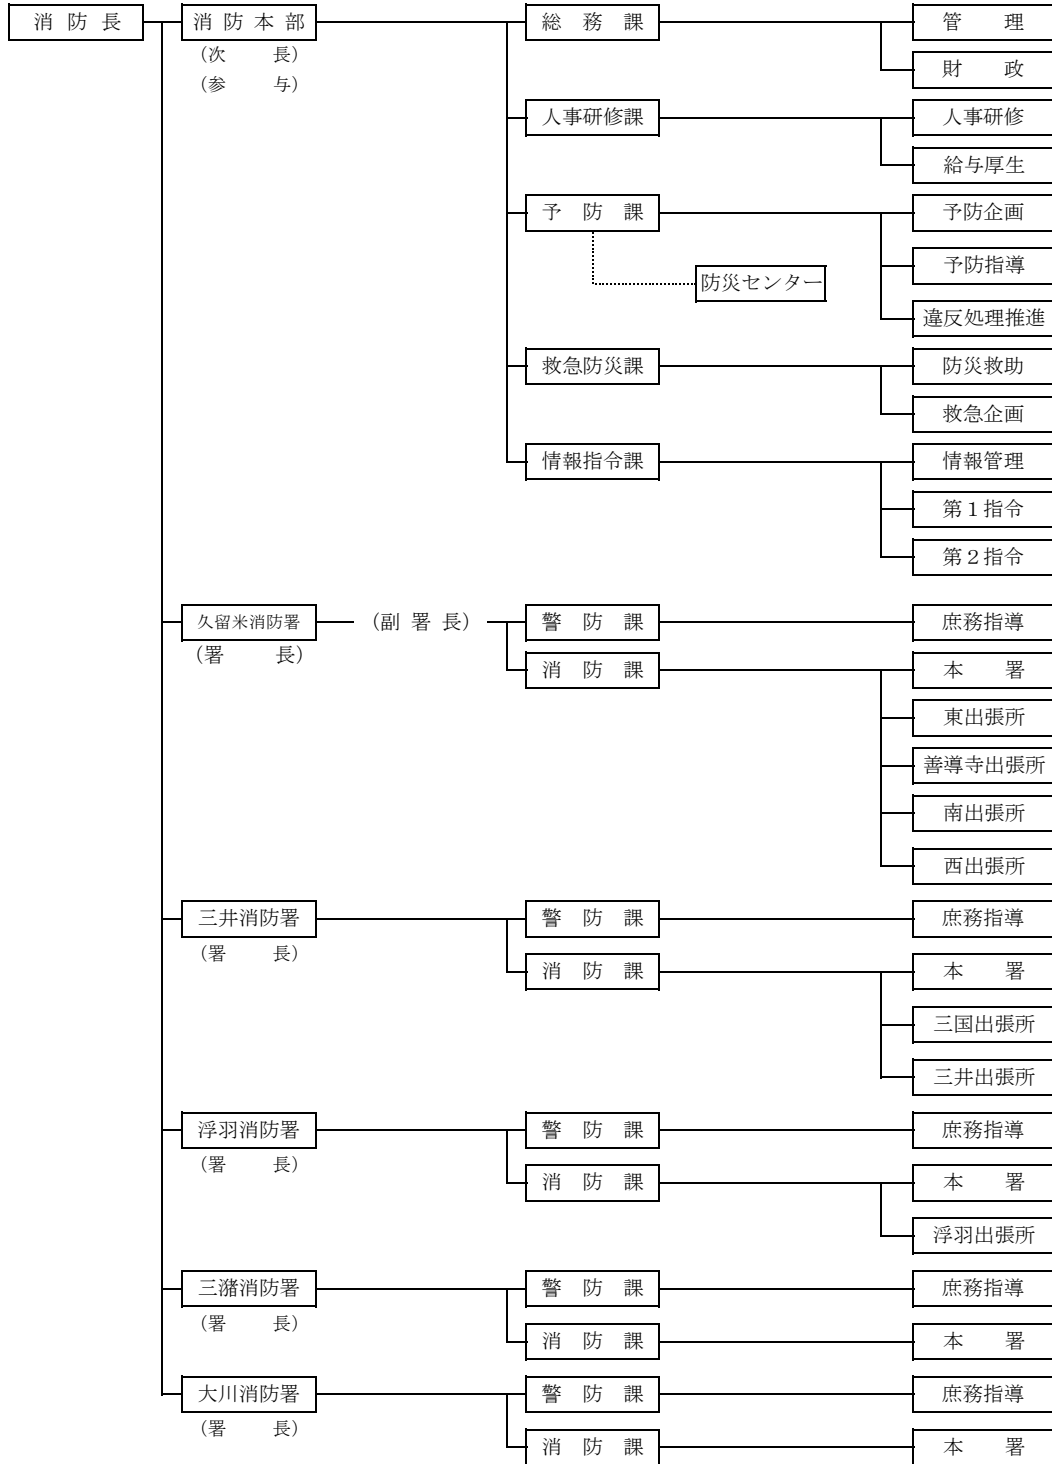 消防長 消防本部 総務課 管理
(次長)
(参与)
財政
人事研修課 人事研修
給与厚生
予防課 予防企画
予防指導
防災センター
違反処理推進
救急防災課 防災救助
救急企画
情報指令課 情報管理
第１指令
第２指令
久留米消防署 (副署長) 警防課 庶務指導
(署長)
消防課 本署
東出張所
善導寺出張所
南出張所
西出張所
三井消防署 警防課 庶務指導
(署長)
消防課 本署
三国出張所
三井出張所
浮羽消防署 警防課 庶務指導
(署長)
消防課 本署
浮羽出張所
三潴消防署 警防課 庶務指導
(署長)
消防課 本署
大川消防署 警防課 庶務指導
(署長)
消防課 本署